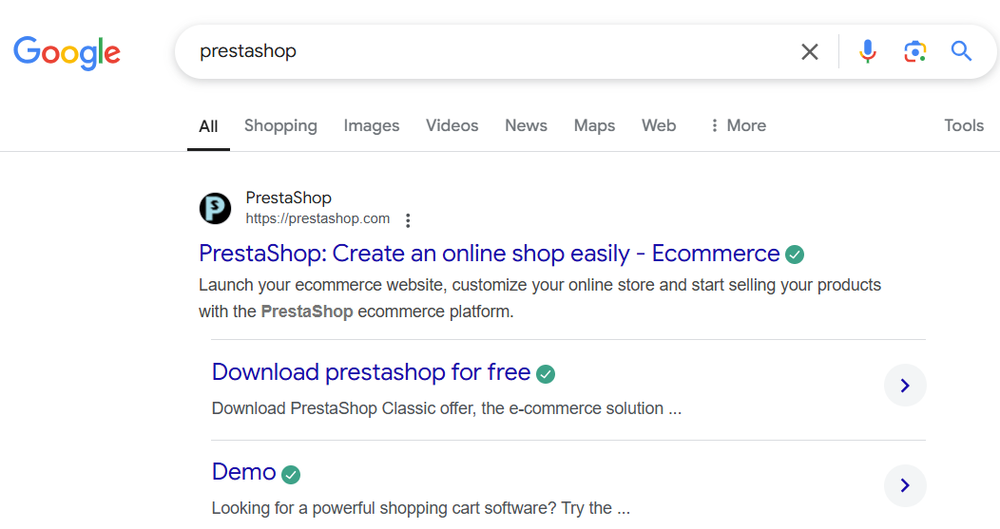 Google
prestashop
All Shopping Images Videos News Maps Web More Tools
PrestaShop
https://prestashop.com
PrestaShop: Create an online shop easily - Ecommerce
Launch your ecommerce website, customize your online store and start selling your products
with the PrestaShop ecommerce platform.
Download prestashop for free
Download PrestaShop Classic offer, the e-commerce solution ...
Demo
Looking for a powerful shopping cart software? Try the ...